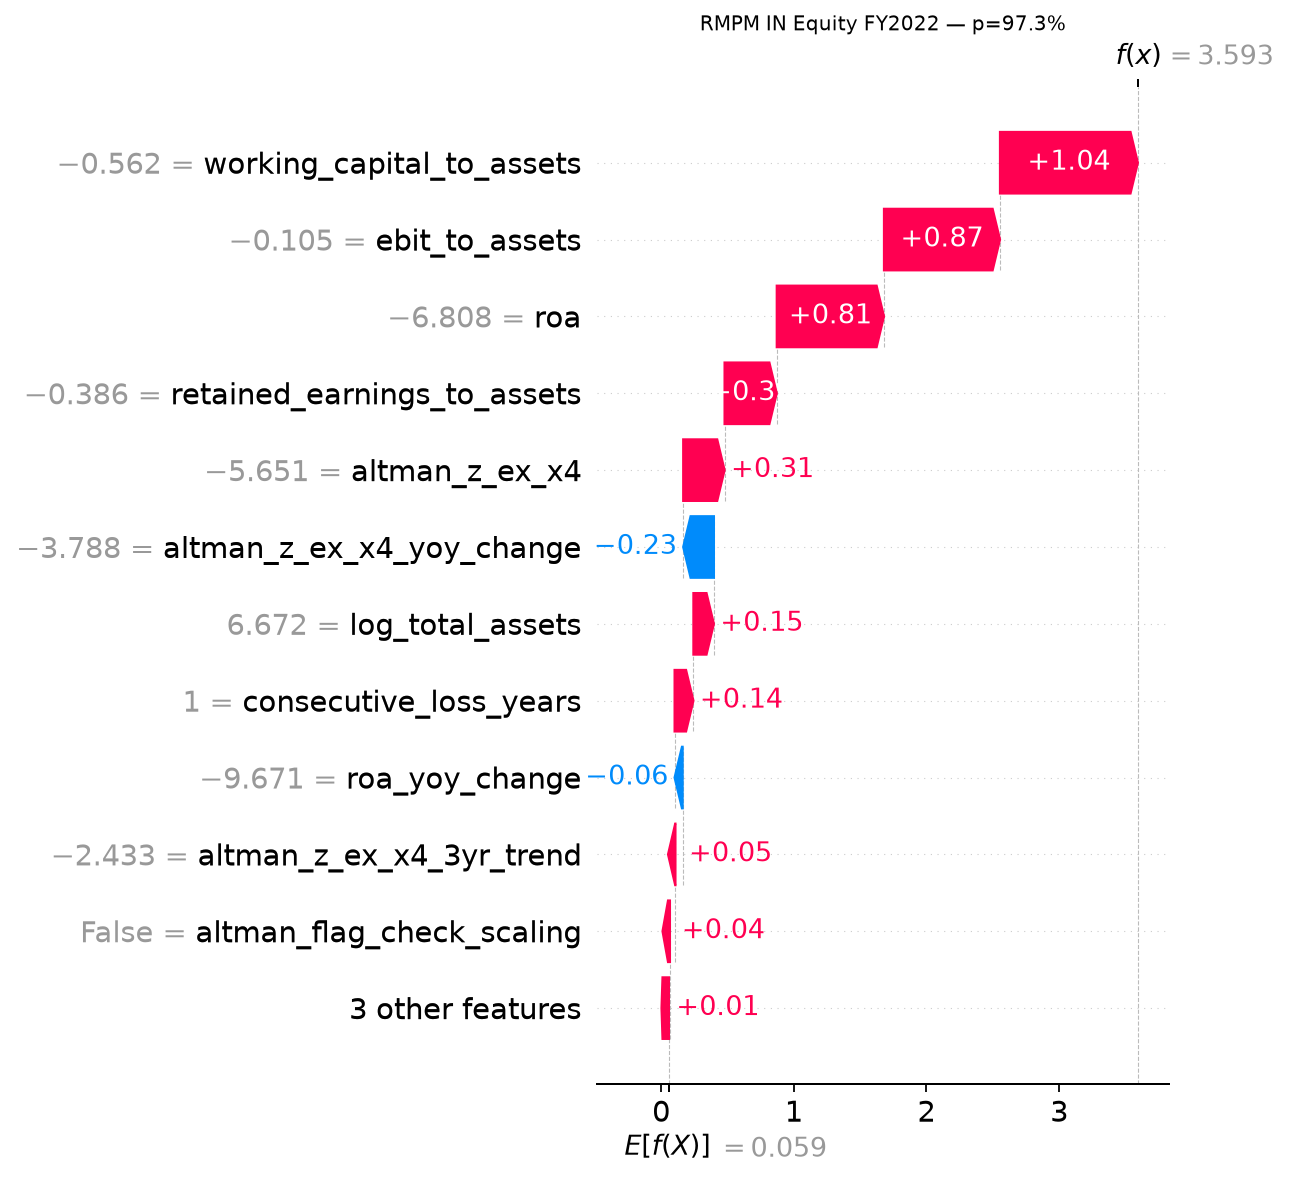 RMPM IN Equity FY2022 — p=97.3%
f(x) = 3.593
−0.562 = working_capital_to_assets +1.04
−0.105 = ebit_to_assets +0.87
−6.808 = roa +0.81
−0.386 = retained_earnings_to_assets
−5.651 = altman_z_ex_x4 +0.31
−3.788 = altman_z_ex_x4_yoy_change −0.23
6.672 = log_total_assets +0.15
1 = consecutive_loss_years +0.14
−9.671 = roa_yoy_change −0.06
−2.433 = altman_z_ex_x4_3yr_trend +0.05
False = altman_flag_check_scaling +0.04
3 other features +0.01
0 1 2 3
E[f(X)] = 0.059